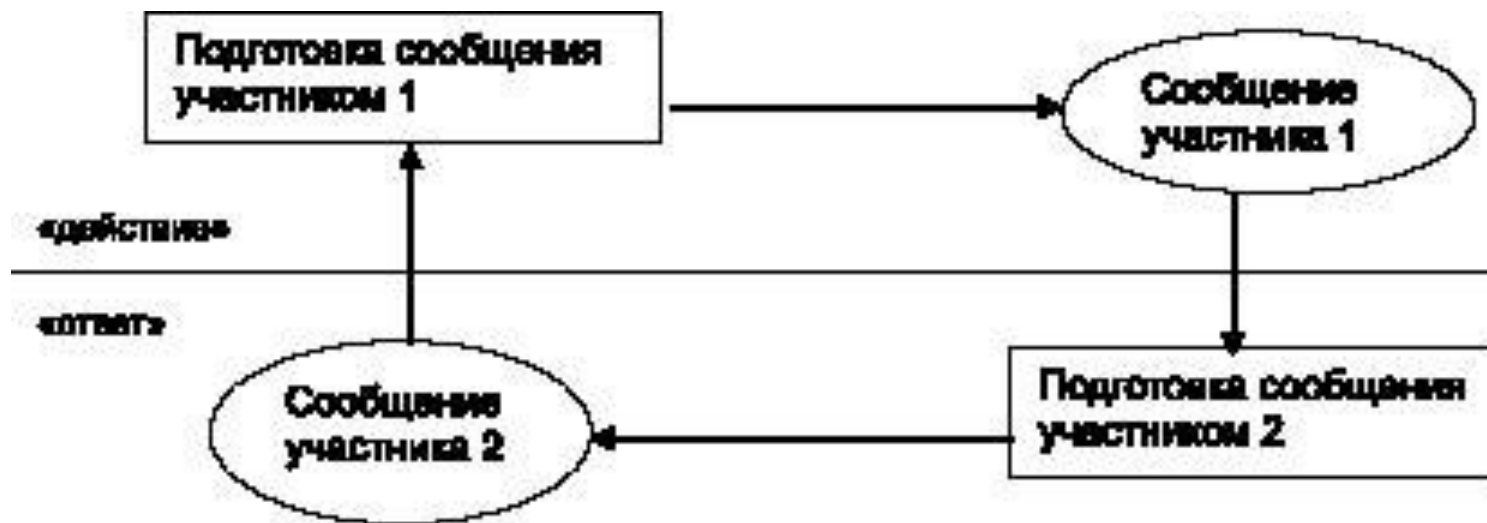 Подготовка сообщения
участником 1
Сообщение
участника 1
«действие»
«ответ»
Сообщение
участника 2
Подготовка сообщения
участником 2